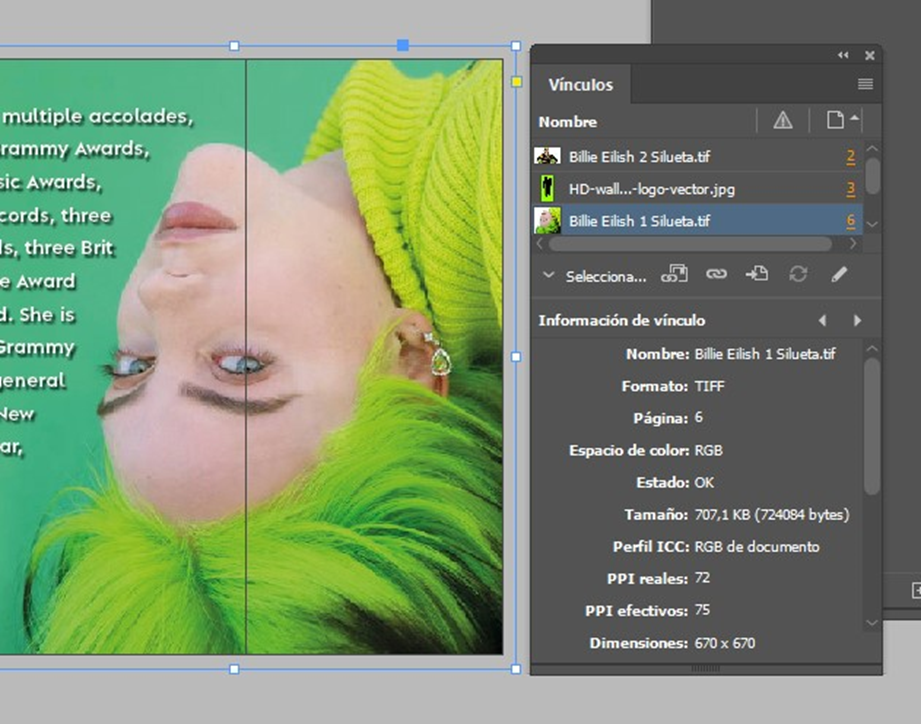 multiple accolades,
rammy Awards,
sic Awards,
cords, three
ls, three Brit
e Award
d. She is
Grammy
general
New
ar,
Vínculos
Nombre
Billie Eilish 2 Silueta.tif 2
HD-wall...-logo-vector.jpg 3
Billie Eilish 1 Silueta.tif 6
Selecciona...
Información de vínculo
Nombre: Billie Eilish 1 Silueta.tif
Formato: TIFF
Página: 6
Espacio de color: RGB
Estado: OK
Tamaño: 707,1 KB (724084 bytes)
Perfil ICC: RGB de documento
PPI reales: 72
PPI efectivos: 75
Dimensiones: 670 x 670